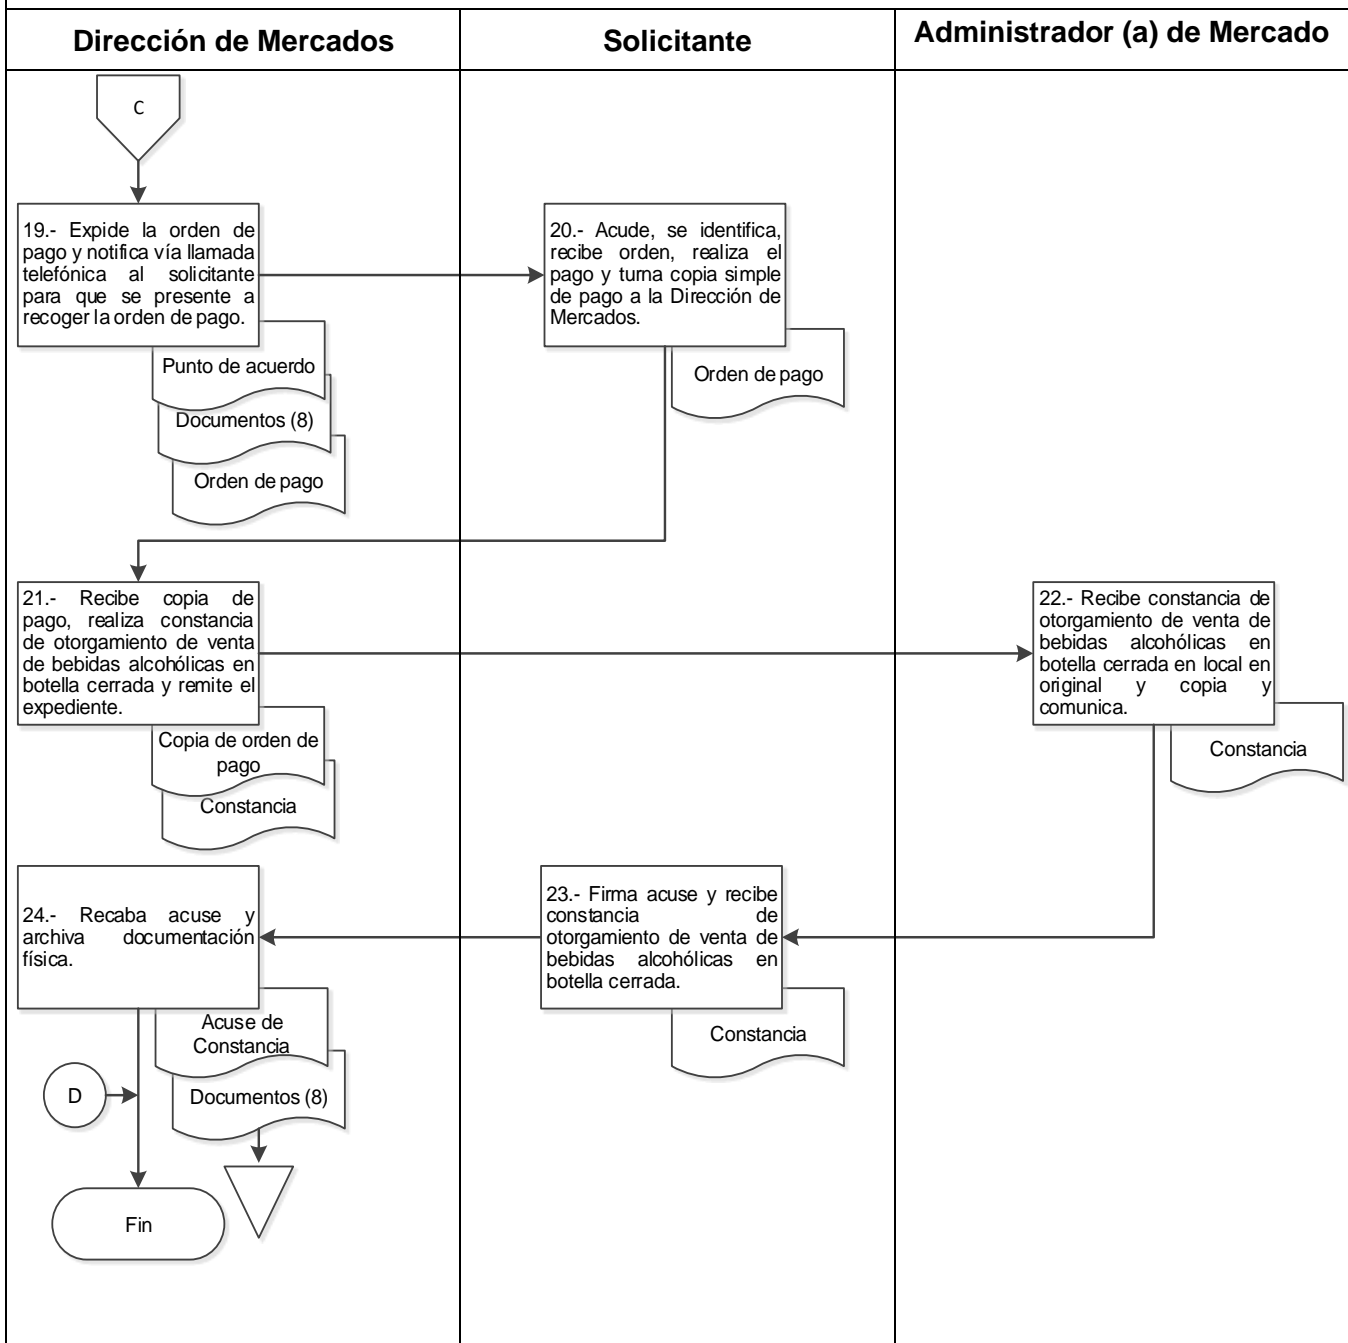 Dirección de Mercados
Solicitante
Administrador (a) de Mercado
C
19.- Expide la orden de
pago y notifica vía llamada
telefónica al solicitante
para que se presente a
recoger la orden de pago.
Punto de acuerdo
Documentos (8)
Orden de pago
20.- Acude, se identifica,
recibe orden, realiza el
pago y turna copia simple
de pago a la Dirección de
Mercados.
Orden de pago
21.- Recibe copia de
pago, realiza constancia
de otorgamiento de venta
de bebidas alcohólicas en
botella cerrada y remite el
expediente.
Copia de orden de
pago
Constancia
22.- Recibe constancia de
otorgamiento de venta de
bebidas alcohólicas en
botella cerrada en local en
original y copia y
comunica.
Constancia
23.- Firma acuse y recibe
constancia de
otorgamiento de venta de
bebidas alcohólicas en
botella cerrada.
Constancia
24.- Recaba acuse y
archiva documentación
física.
Acuse de
Constancia
Documentos (8)
D
Fin